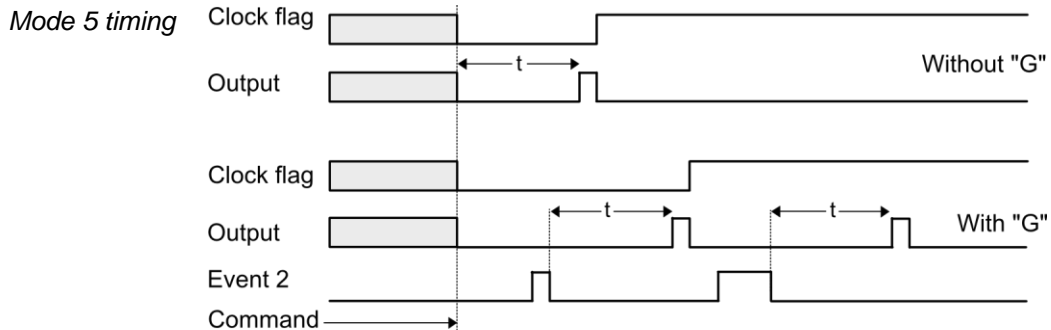 Mode 5 timing
Clock flag
t
Without "G"
Output
Clock flag
t
t
Output
With "G"
Event 2
Command